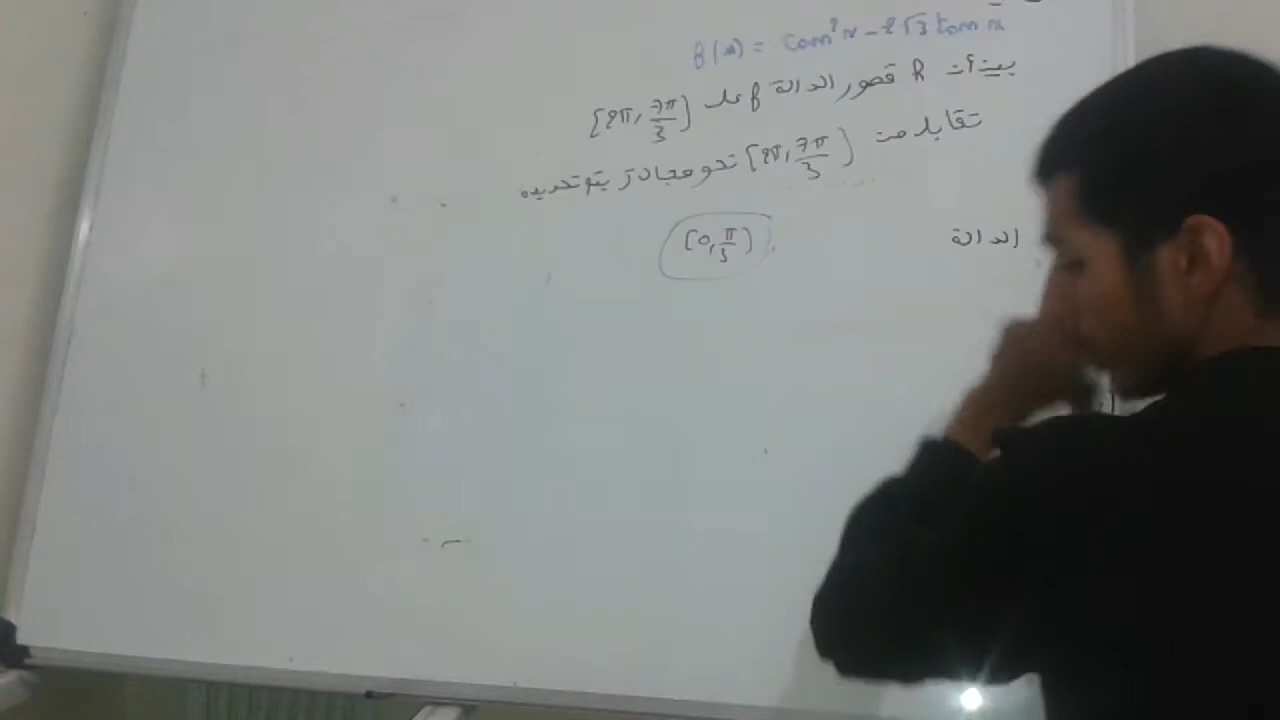 f(x) = tan²x - 2√3 tan x
بين أن h قصور الدالة f على [2π, 7π/3]
تقابل من [2π, 7π/3] نحو مجال J يتم تحديده
الدالة [0, π/3]